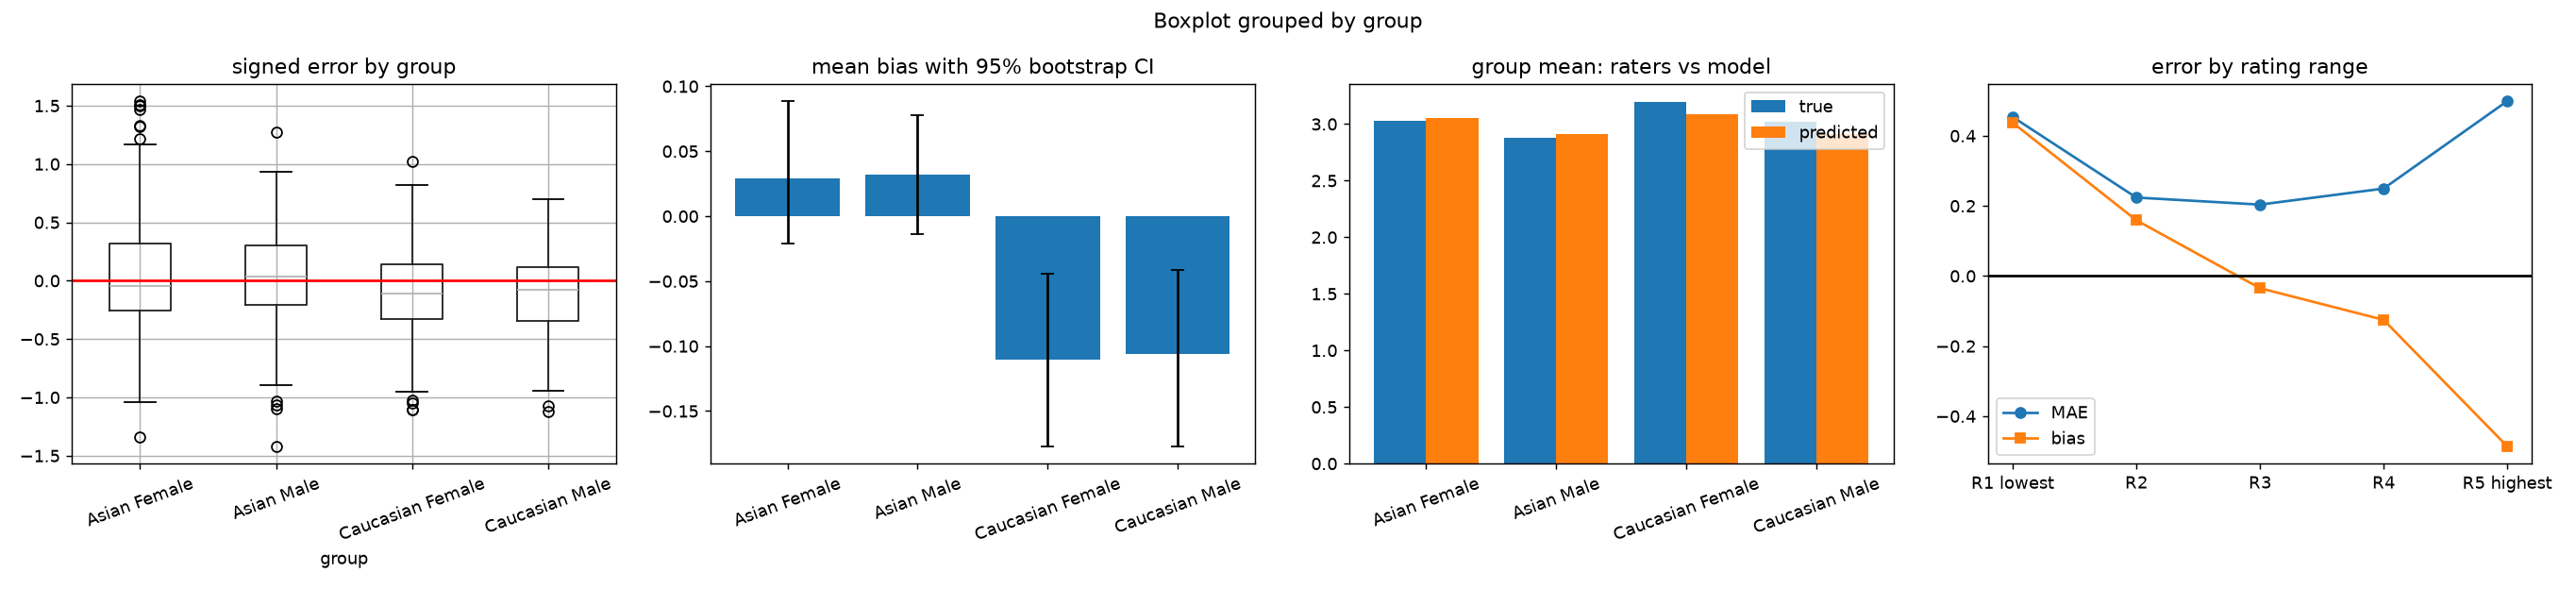 Boxplot grouped by group
signed error by group
1.5
1.0
0.5
0.0
−0.5
−1.0
−1.5
Asian Female
Asian Male
Caucasian Female
Caucasian Male
group
mean bias with 95% bootstrap CI
0.10
0.05
0.00
−0.05
−0.10
−0.15
Asian Female
Asian Male
Caucasian Female
Caucasian Male
group mean: raters vs model
true
predicted
3.0
2.5
2.0
1.5
1.0
0.5
0.0
Asian Female
Asian Male
Caucasian Female
Caucasian Male
error by rating range
0.4
0.2
0.0
−0.2
−0.4
MAE
bias
R1 lowest
R2
R3
R4
R5 highest